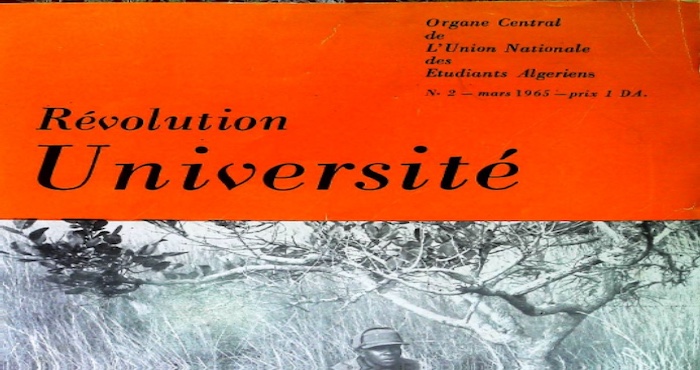 Organe Central
de
L'Union Nationale
des
Etudiants Algeriens
N. 2 — mars 1965 — prix 1 DA.
Révolution
Université